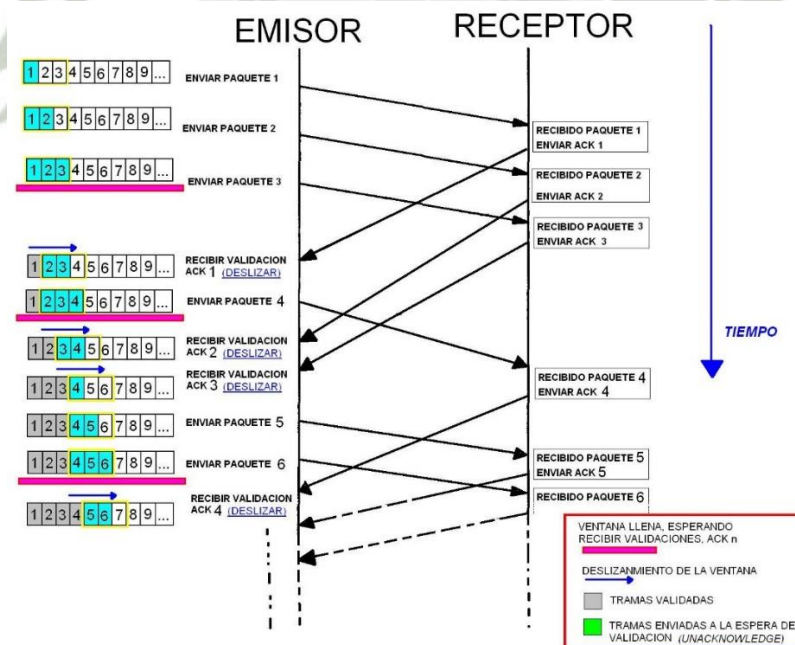 EMISOR
RECEPTOR
1 2 3 4 5 6 7 8 9 ...
ENVIAR PAQUETE 1
1 2 3 4 5 6 7 8 9 ...
ENVIAR PAQUETE 2
1 2 3 4 5 6 7 8 9 ...
ENVIAR PAQUETE 3
RECIBIDO PAQUETE 1
ENVIAR ACK 1
RECIBIDO PAQUETE 2
ENVIAR ACK 2
RECIBIDO PAQUETE 3
ENVIAR ACK 3
1 2 3 4 5 6 7 8 9 ...
RECIBIR VALIDACION
ACK 1 (DESLIZAR)
1 2 3 4 5 6 7 8 9 ...
ENVIAR PAQUETE 4
1 2 3 4 5 6 7 8 9 ...
RECIBIR VALIDACION
ACK 2 (DESLIZAR)
1 2 3 4 5 6 7 8 9 ...
RECIBIR VALIDACION
ACK 3 (DESLIZAR)
TIEMPO
RECIBIDO PAQUETE 4
ENVIAR ACK 4
1 2 3 4 5 6 7 8 9 ...
ENVIAR PAQUETE 5
1 2 3 4 5 6 7 8 9 ...
ENVIAR PAQUETE 6
RECIBIDO PAQUETE 5
ENVIAR ACK 5
RECIBIDO PAQUETE 6
1 2 3 4 5 6 7 8 9 ...
RECIBIR VALIDACION
ACK 4 (DESLIZAR)
VENTANA LLENA, ESPERANDO
RECIBIR VALIDACIONES, ACK n
DESLIZANMIENTO DE LA VENTANA
TRAMAS VALIDADAS
TRAMAS ENVIADAS A LA ESPERA DE
VALIDACION (UNACKNOWLEDGE)